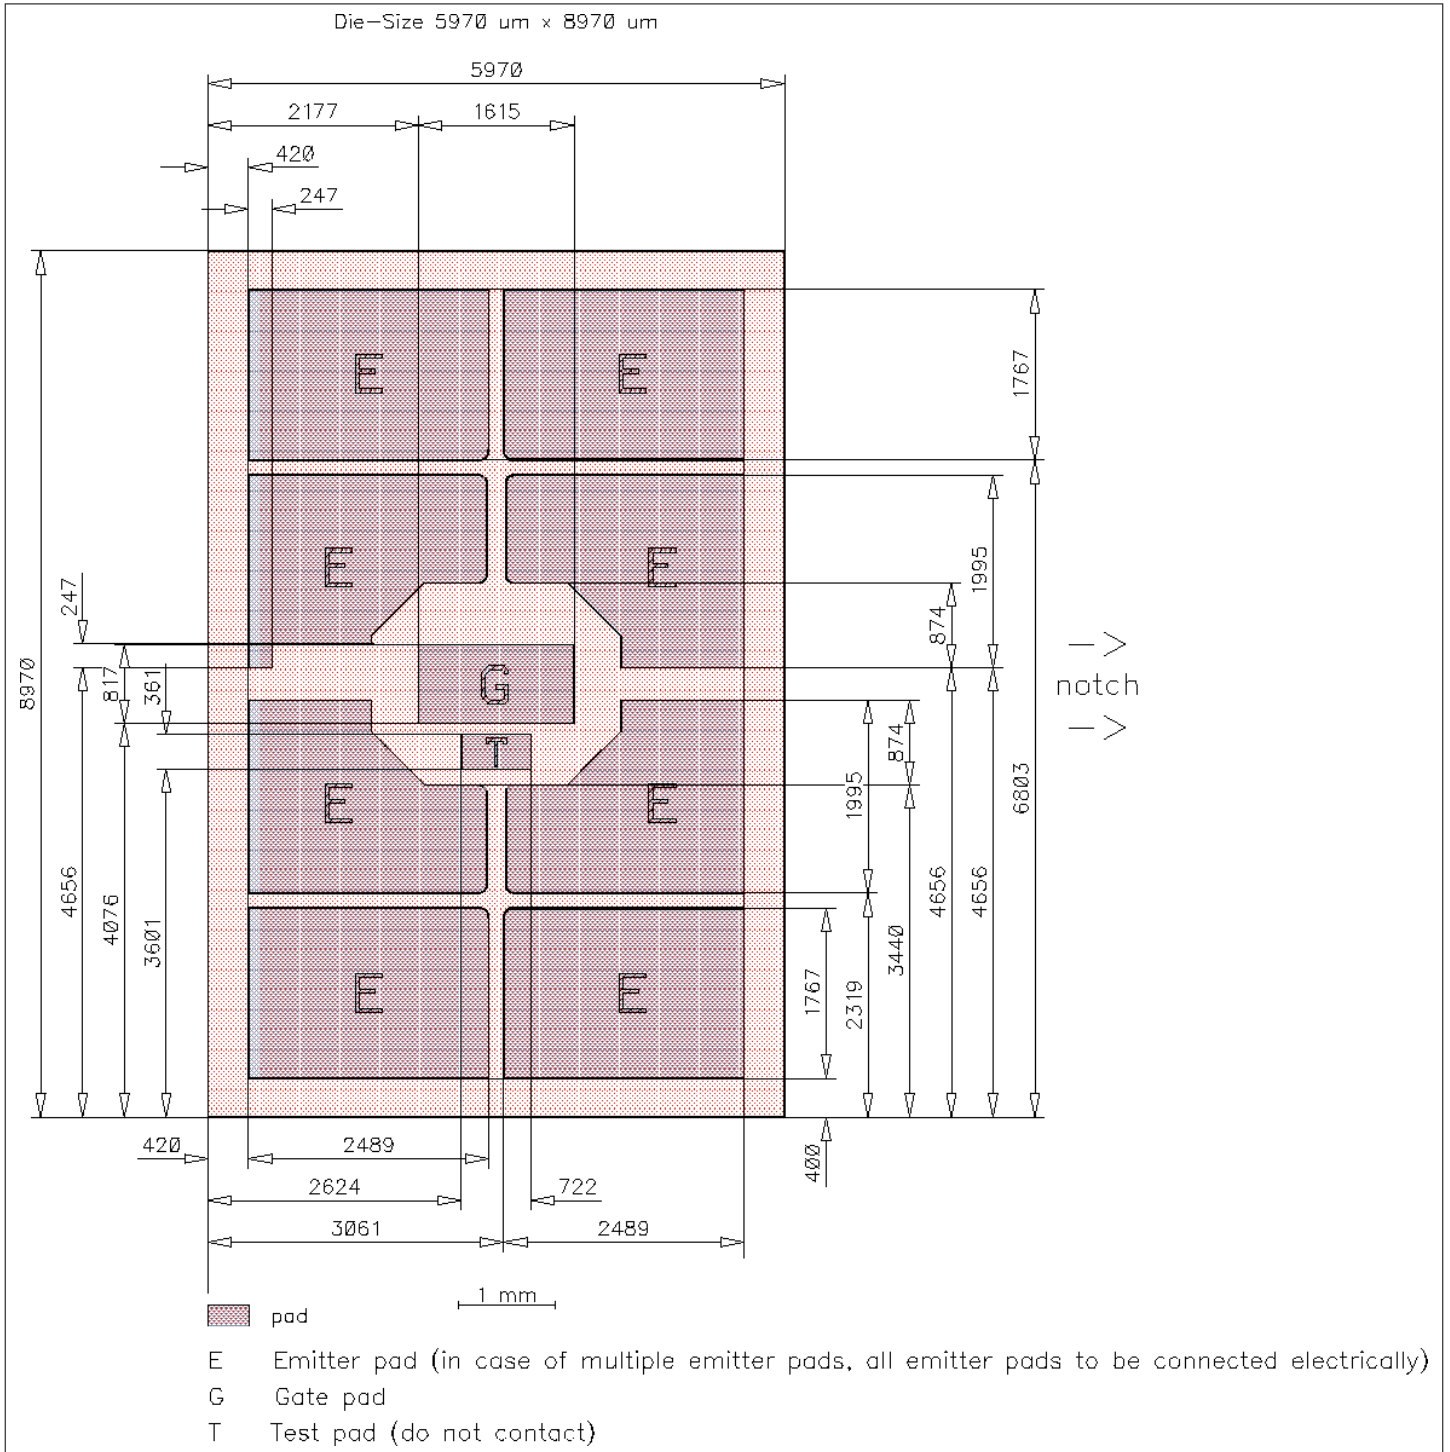 Die-Size 5970 um x 8970 um
5970
2177 1615
420
247
E E
1767
E E
247
1995
874
817
361
8970
G
-->
notch
-->
T
874
1995
6803
E E
4656
4076
3601
4656
4656
3440
2319
1767
E E
400
420 2489
2624 722
3061 2489
1 mm
pad
E Emitter pad (in case of multiple emitter pads, all emitter pads to be connected electrically)
G Gate pad
T Test pad (do not contact)